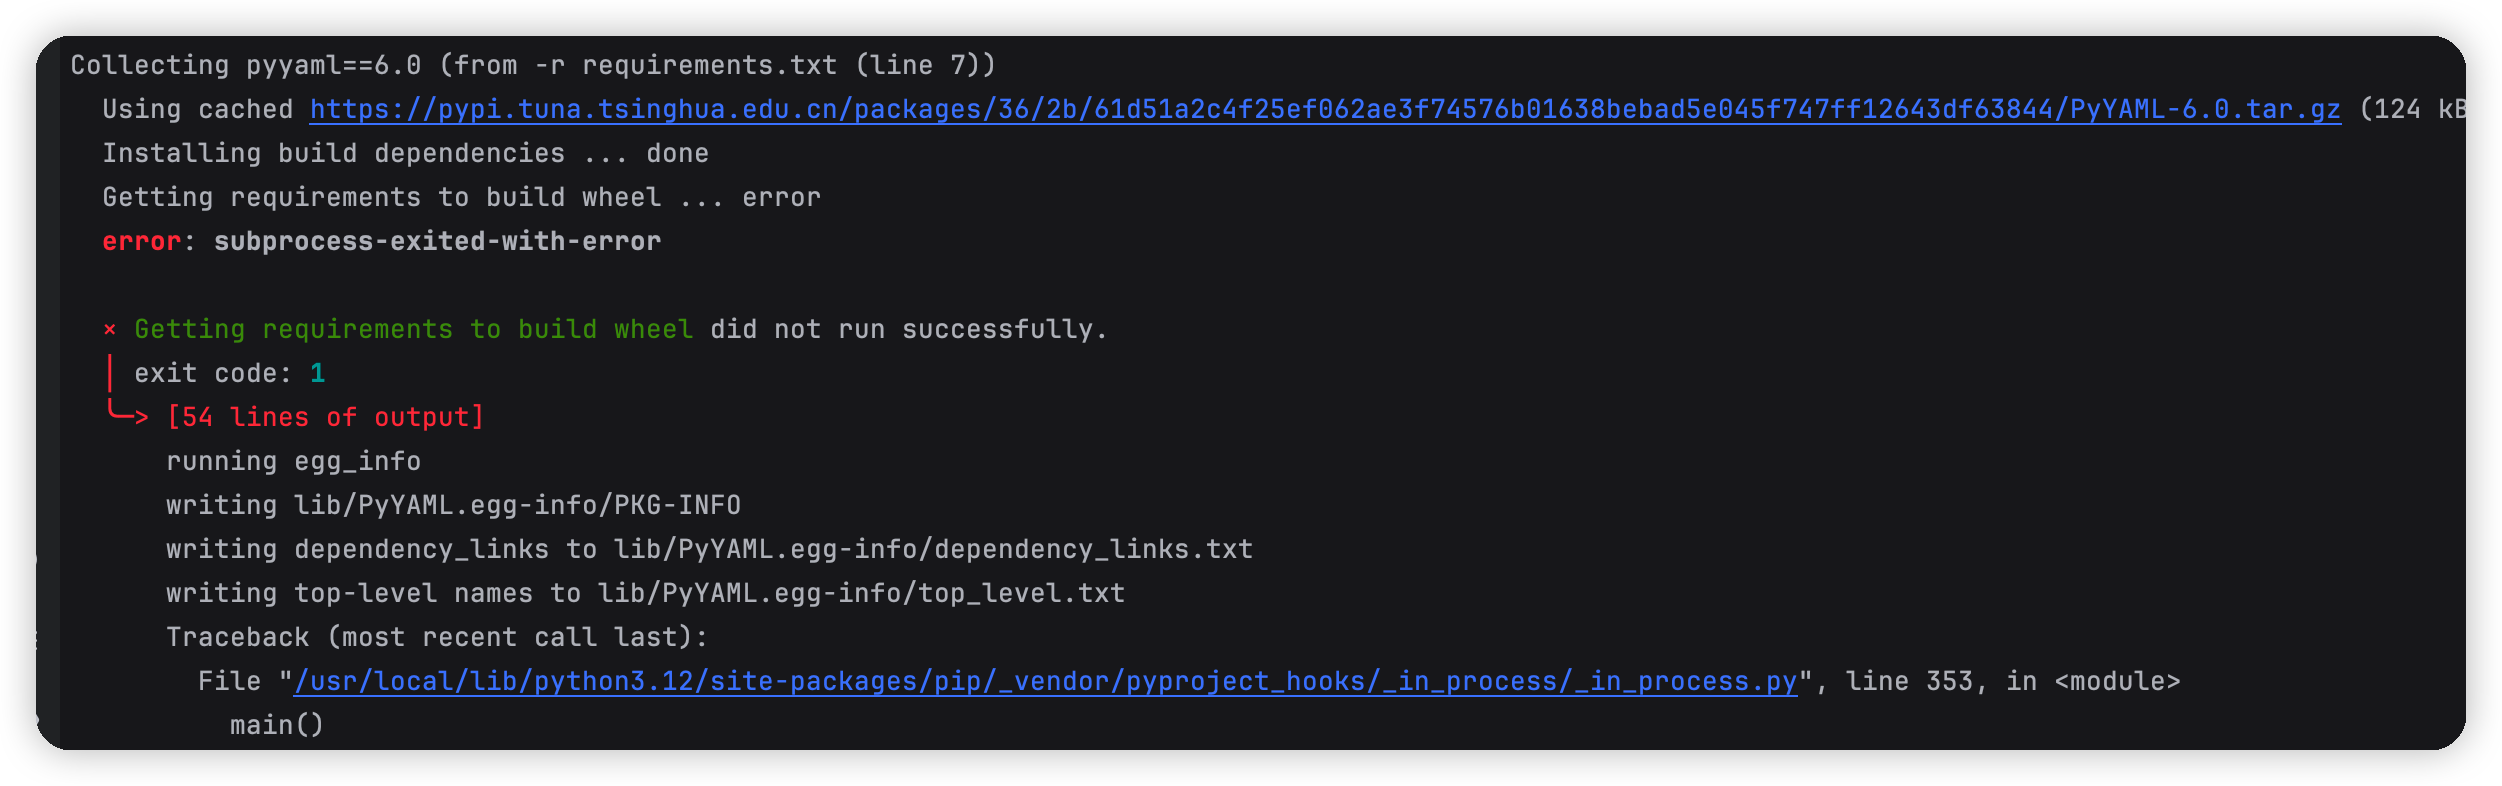 Collecting pyyaml==6.0 (from -r requirements.txt (line 7))
Using cached https://pypi.tuna.tsinghua.edu.cn/packages/36/2b/61d51a2c4f25ef062ae3f74576b01638bebad5e045f747ff12643df63844/PyYAML-6.0.tar.gz (124 kB
Installing build dependencies ... done
Getting requirements to build wheel ... error
error: subprocess-exited-with-error
× Getting requirements to build wheel did not run successfully.
│ exit code: 1
╰─> [54 lines of output]
running egg_info
writing lib/PyYAML.egg-info/PKG-INFO
writing dependency_links to lib/PyYAML.egg-info/dependency_links.txt
writing top-level names to lib/PyYAML.egg-info/top_level.txt
Traceback (most recent call last):
File "/usr/local/lib/python3.12/site-packages/pip/_vendor/pyproject_hooks/_in_process/_in_process.py", line 353, in <module>
main()